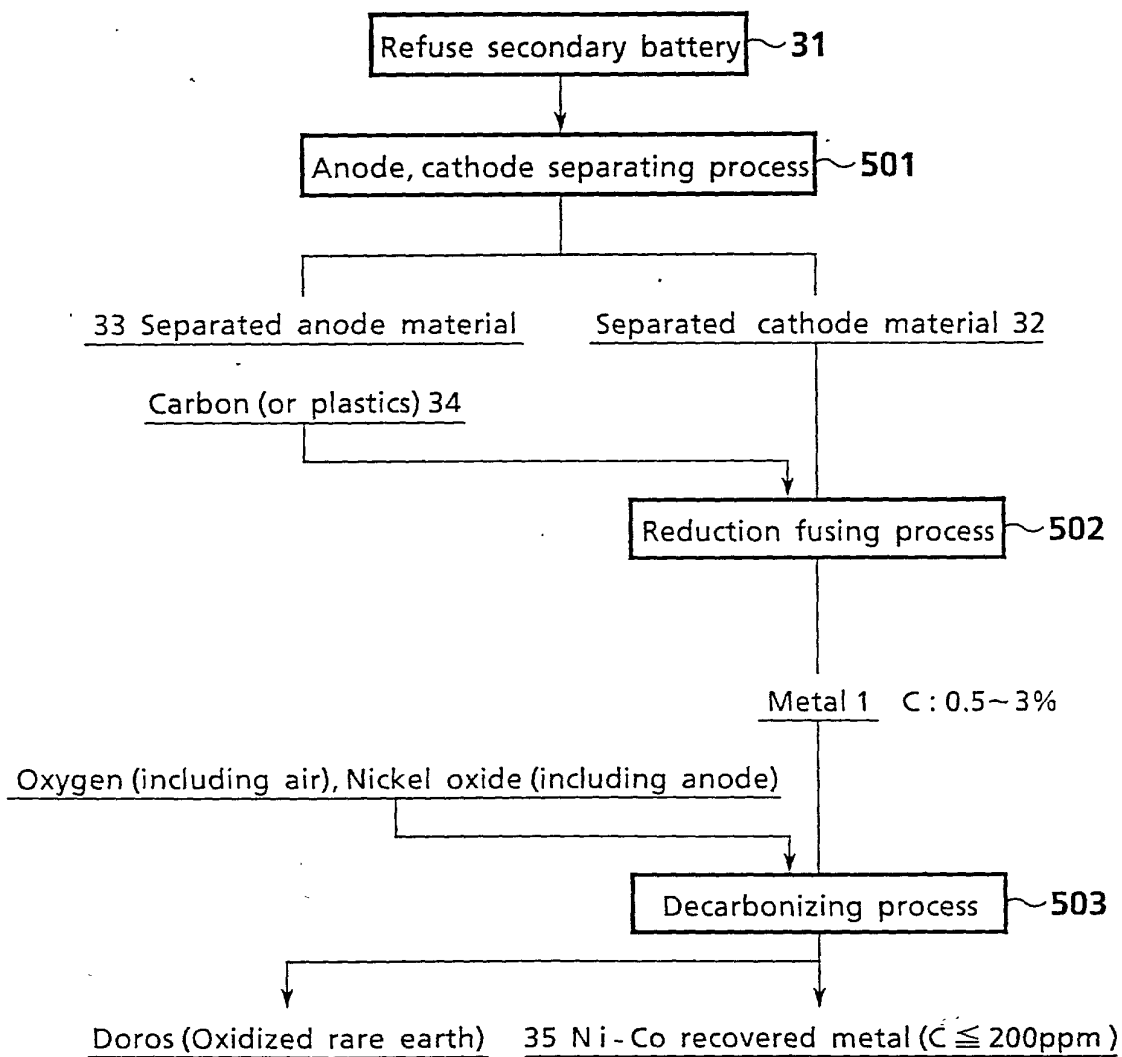 Refuse secondary battery 31
Anode, cathode separating process 501
33 Separated anode material Separated cathode material 32
Carbon (or plastics) 34
Reduction fusing process 502
Metal 1 C : 0.5~3%
Oxygen (including air), Nickel oxide (including anode)
Decarbonizing process 503
Doros (Oxidized rare earth) 35 Ni-Co recovered metal (C ≦ 200ppm)